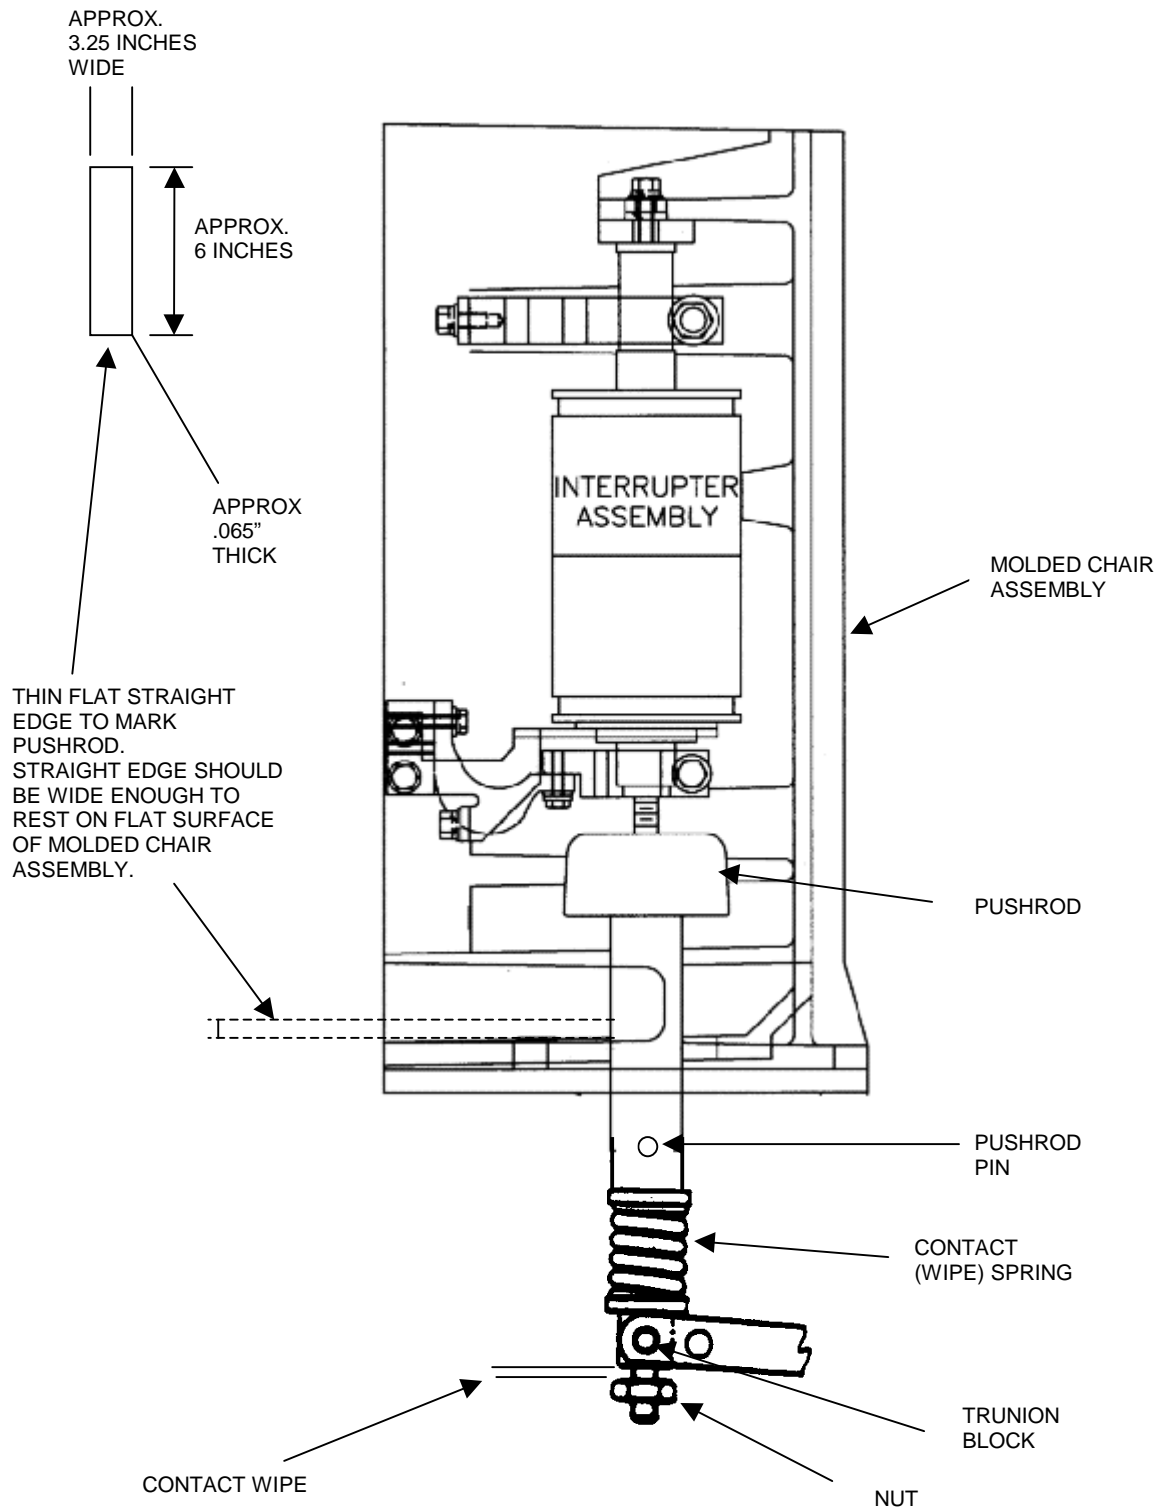 APPROX.
3.25 INCHES
WIDE
APPROX.
6 INCHES
APPROX
.065”
THICK
INTERRUPTER
ASSEMBLY
MOLDED CHAIR
ASSEMBLY
THIN FLAT STRAIGHT
EDGE TO MARK
PUSHROD.
STRAIGHT EDGE SHOULD
BE WIDE ENOUGH TO
REST ON FLAT SURFACE
OF MOLDED CHAIR
ASSEMBLY.
PUSHROD
PUSHROD
PIN
CONTACT
(WIPE) SPRING
TRUNION
BLOCK
CONTACT WIPE
NUT